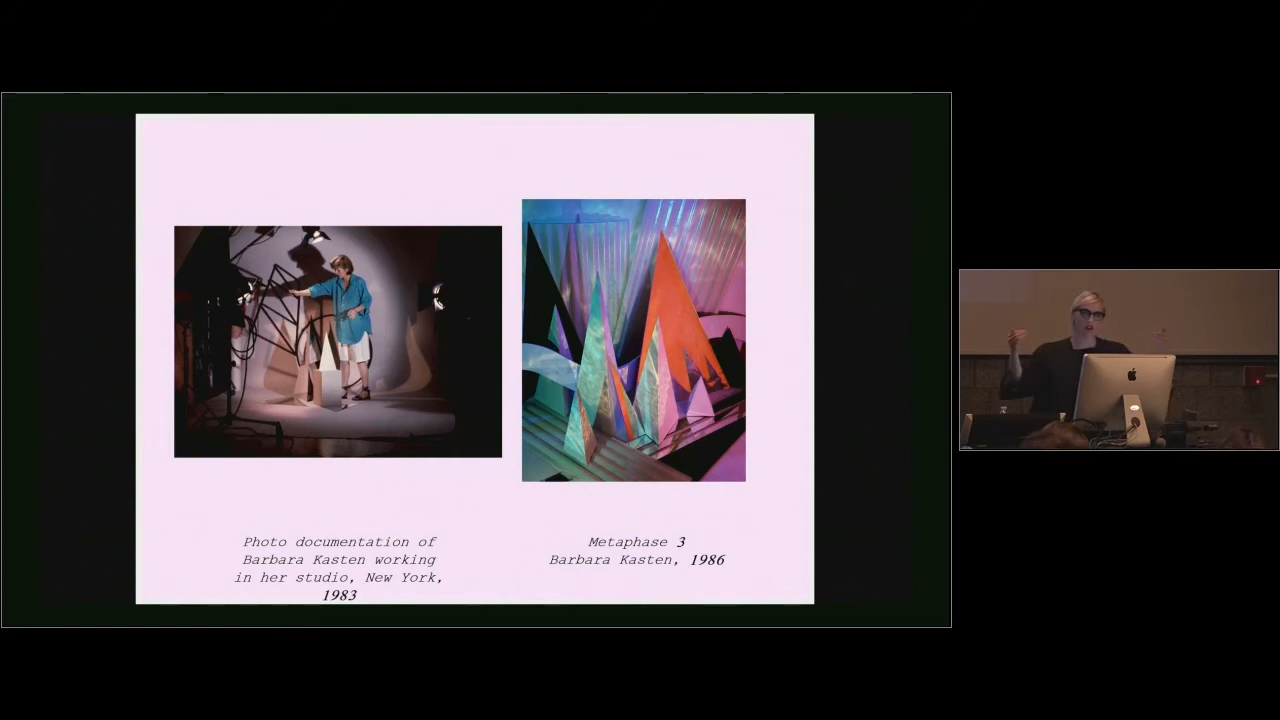 Photo documentation of
Barbara Kasten working
in her studio, New York,
1983
Metaphase 3
Barbara Kasten, 1986